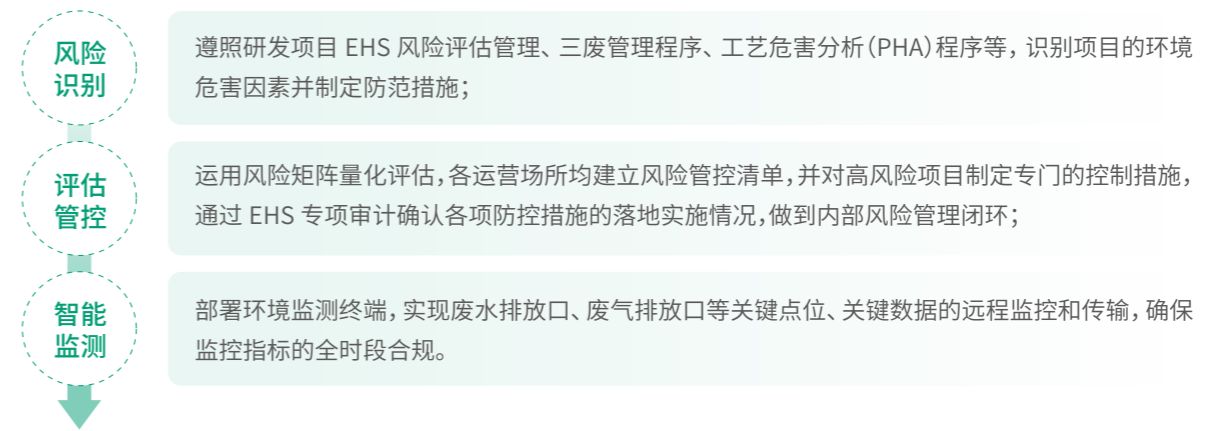 风险
识别
遵照研发项目 EHS 风险评估管理、三废管理程序、工艺危害分析（PHA）程序等，识别项目的环境
危害因素并制定防范措施；
评估
管控
运用风险矩阵量化评估，各运营场所均建立风险管控清单，并对高风险项目制定专门的控制措施，
通过 EHS 专项审计确认各项防控措施的落地实施情况，做到内部风险管理闭环；
智能
监测
部署环境监测终端，实现废水排放口、废气排放口等关键点位、关键数据的远程监控和传输，确保
监控指标的全时段合规。